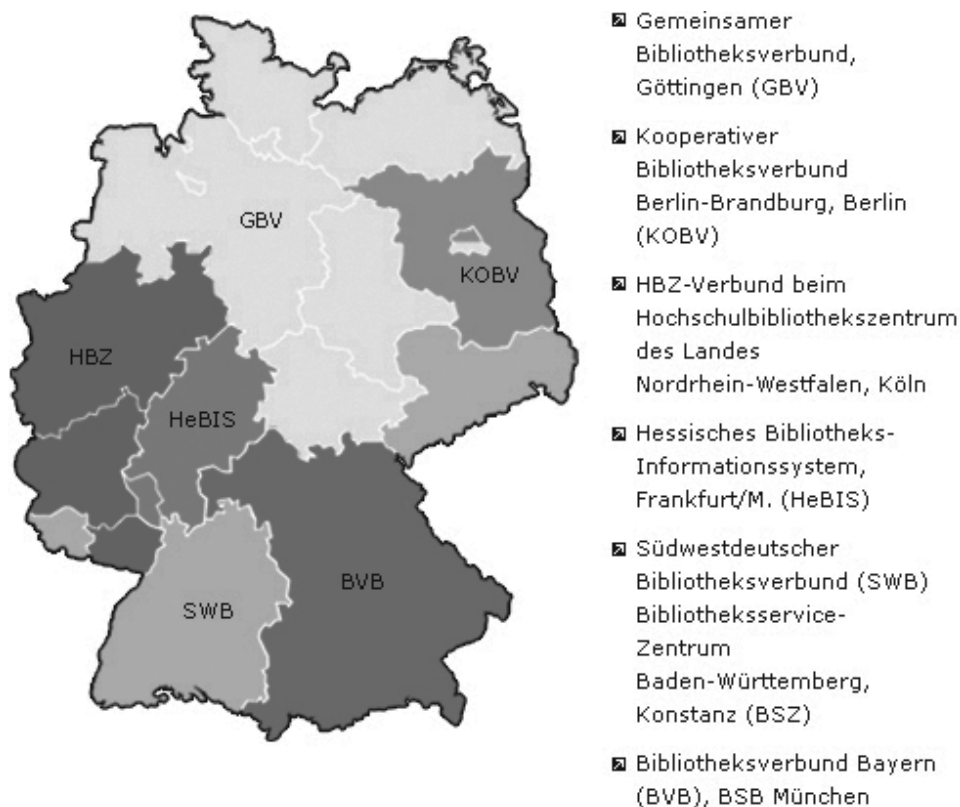 GBV
KOBV
HBZ
HeBIS
BVB
SWB
Gemeinsamer
Bibliotheksverbund,
Göttingen (GBV)
Kooperativer
Bibliotheksverbund
Berlin-Brandburg, Berlin
(KOBV)
HBZ-Verbund beim
Hochschulbibliothekszentrum
des Landes
Nordrhein-Westfalen, Köln
Hessisches Bibliotheks-
Informationssystem,
Frankfurt/M. (HeBIS)
Südwestdeutscher
Bibliotheksverbund (SWB)
Bibliotheksservice-
Zentrum
Baden-Württemberg,
Konstanz (BSZ)
Bibliotheksverbund Bayern
(BVB), BSB München